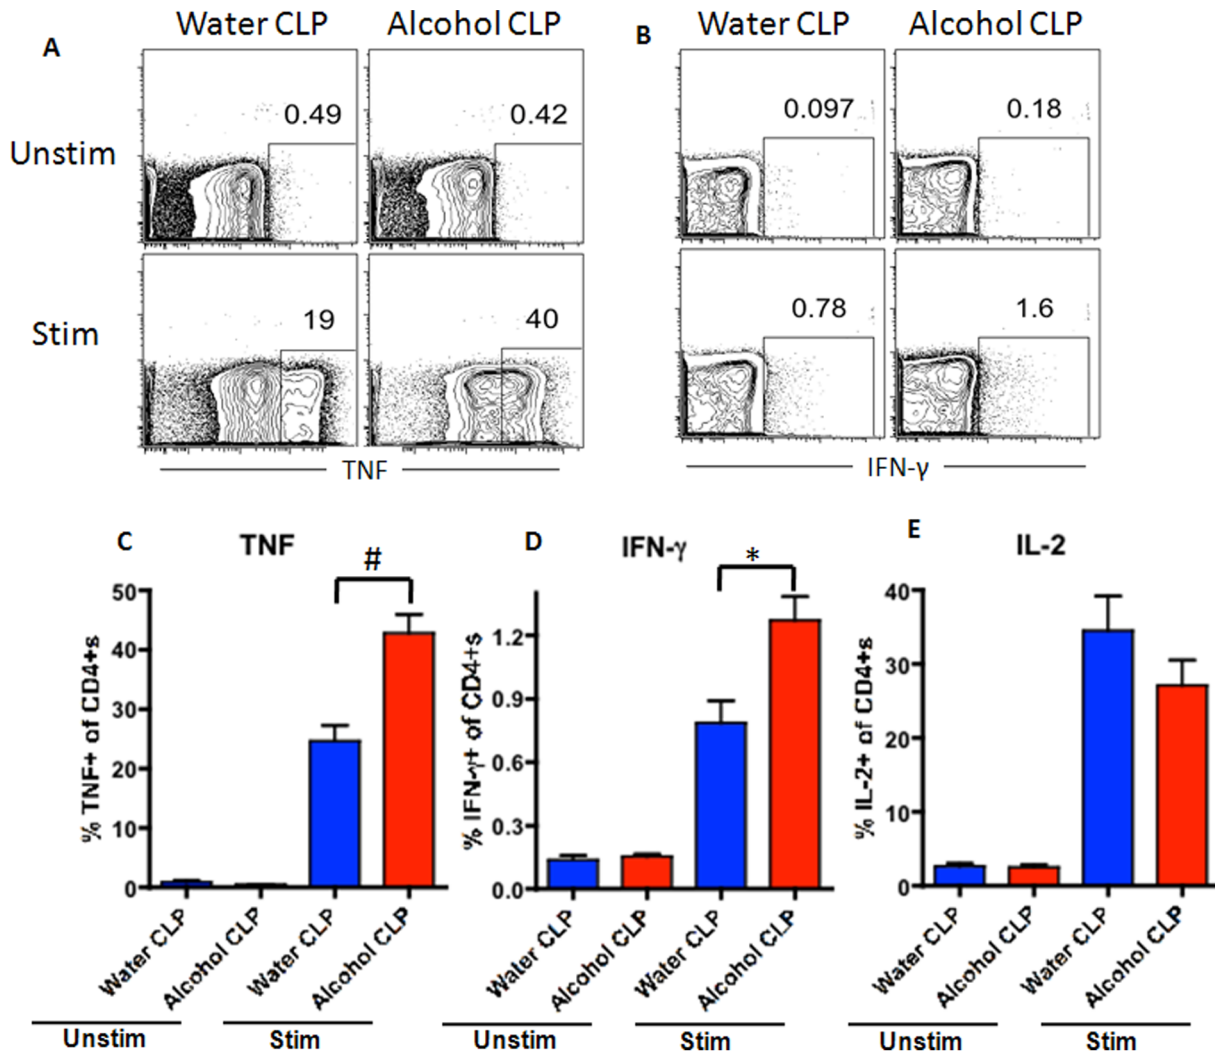 Water CLP Alcohol CLP Water CLP Alcohol CLP
A B
0.49 0.42 0.097 0.18
Unstim
19 40 0.78 1.6
Stim
TNF IFN-γ
C TNF D IFN-γ E IL-2
# *
% TNF+ of CD4+s
50
40
30
20
10
0
% IFN-γ+ of CD4+s
1.2
0.9
0.6
0.3
0.0
% IL-2+ of CD4+s
40
30
20
10
0
Water CLP Alcohol CLP Water CLP Alcohol CLP
Water CLP Alcohol CLP Water CLP Alcohol CLP
Water CLP Alcohol CLP Water CLP Alcohol CLP
Unstim Stim Unstim Stim Unstim Stim